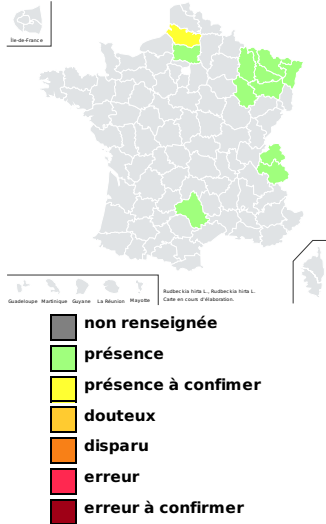 Île-de-France
Guadeloupe Martinique Guyane La Réunion Mayotte
Rudbeckia hirta L., Rudbeckia hirta L.
Carte en cours d'élaboration.
non renseignée
présence
présence à confimer
douteux
disparu
erreur
erreur à confirmer